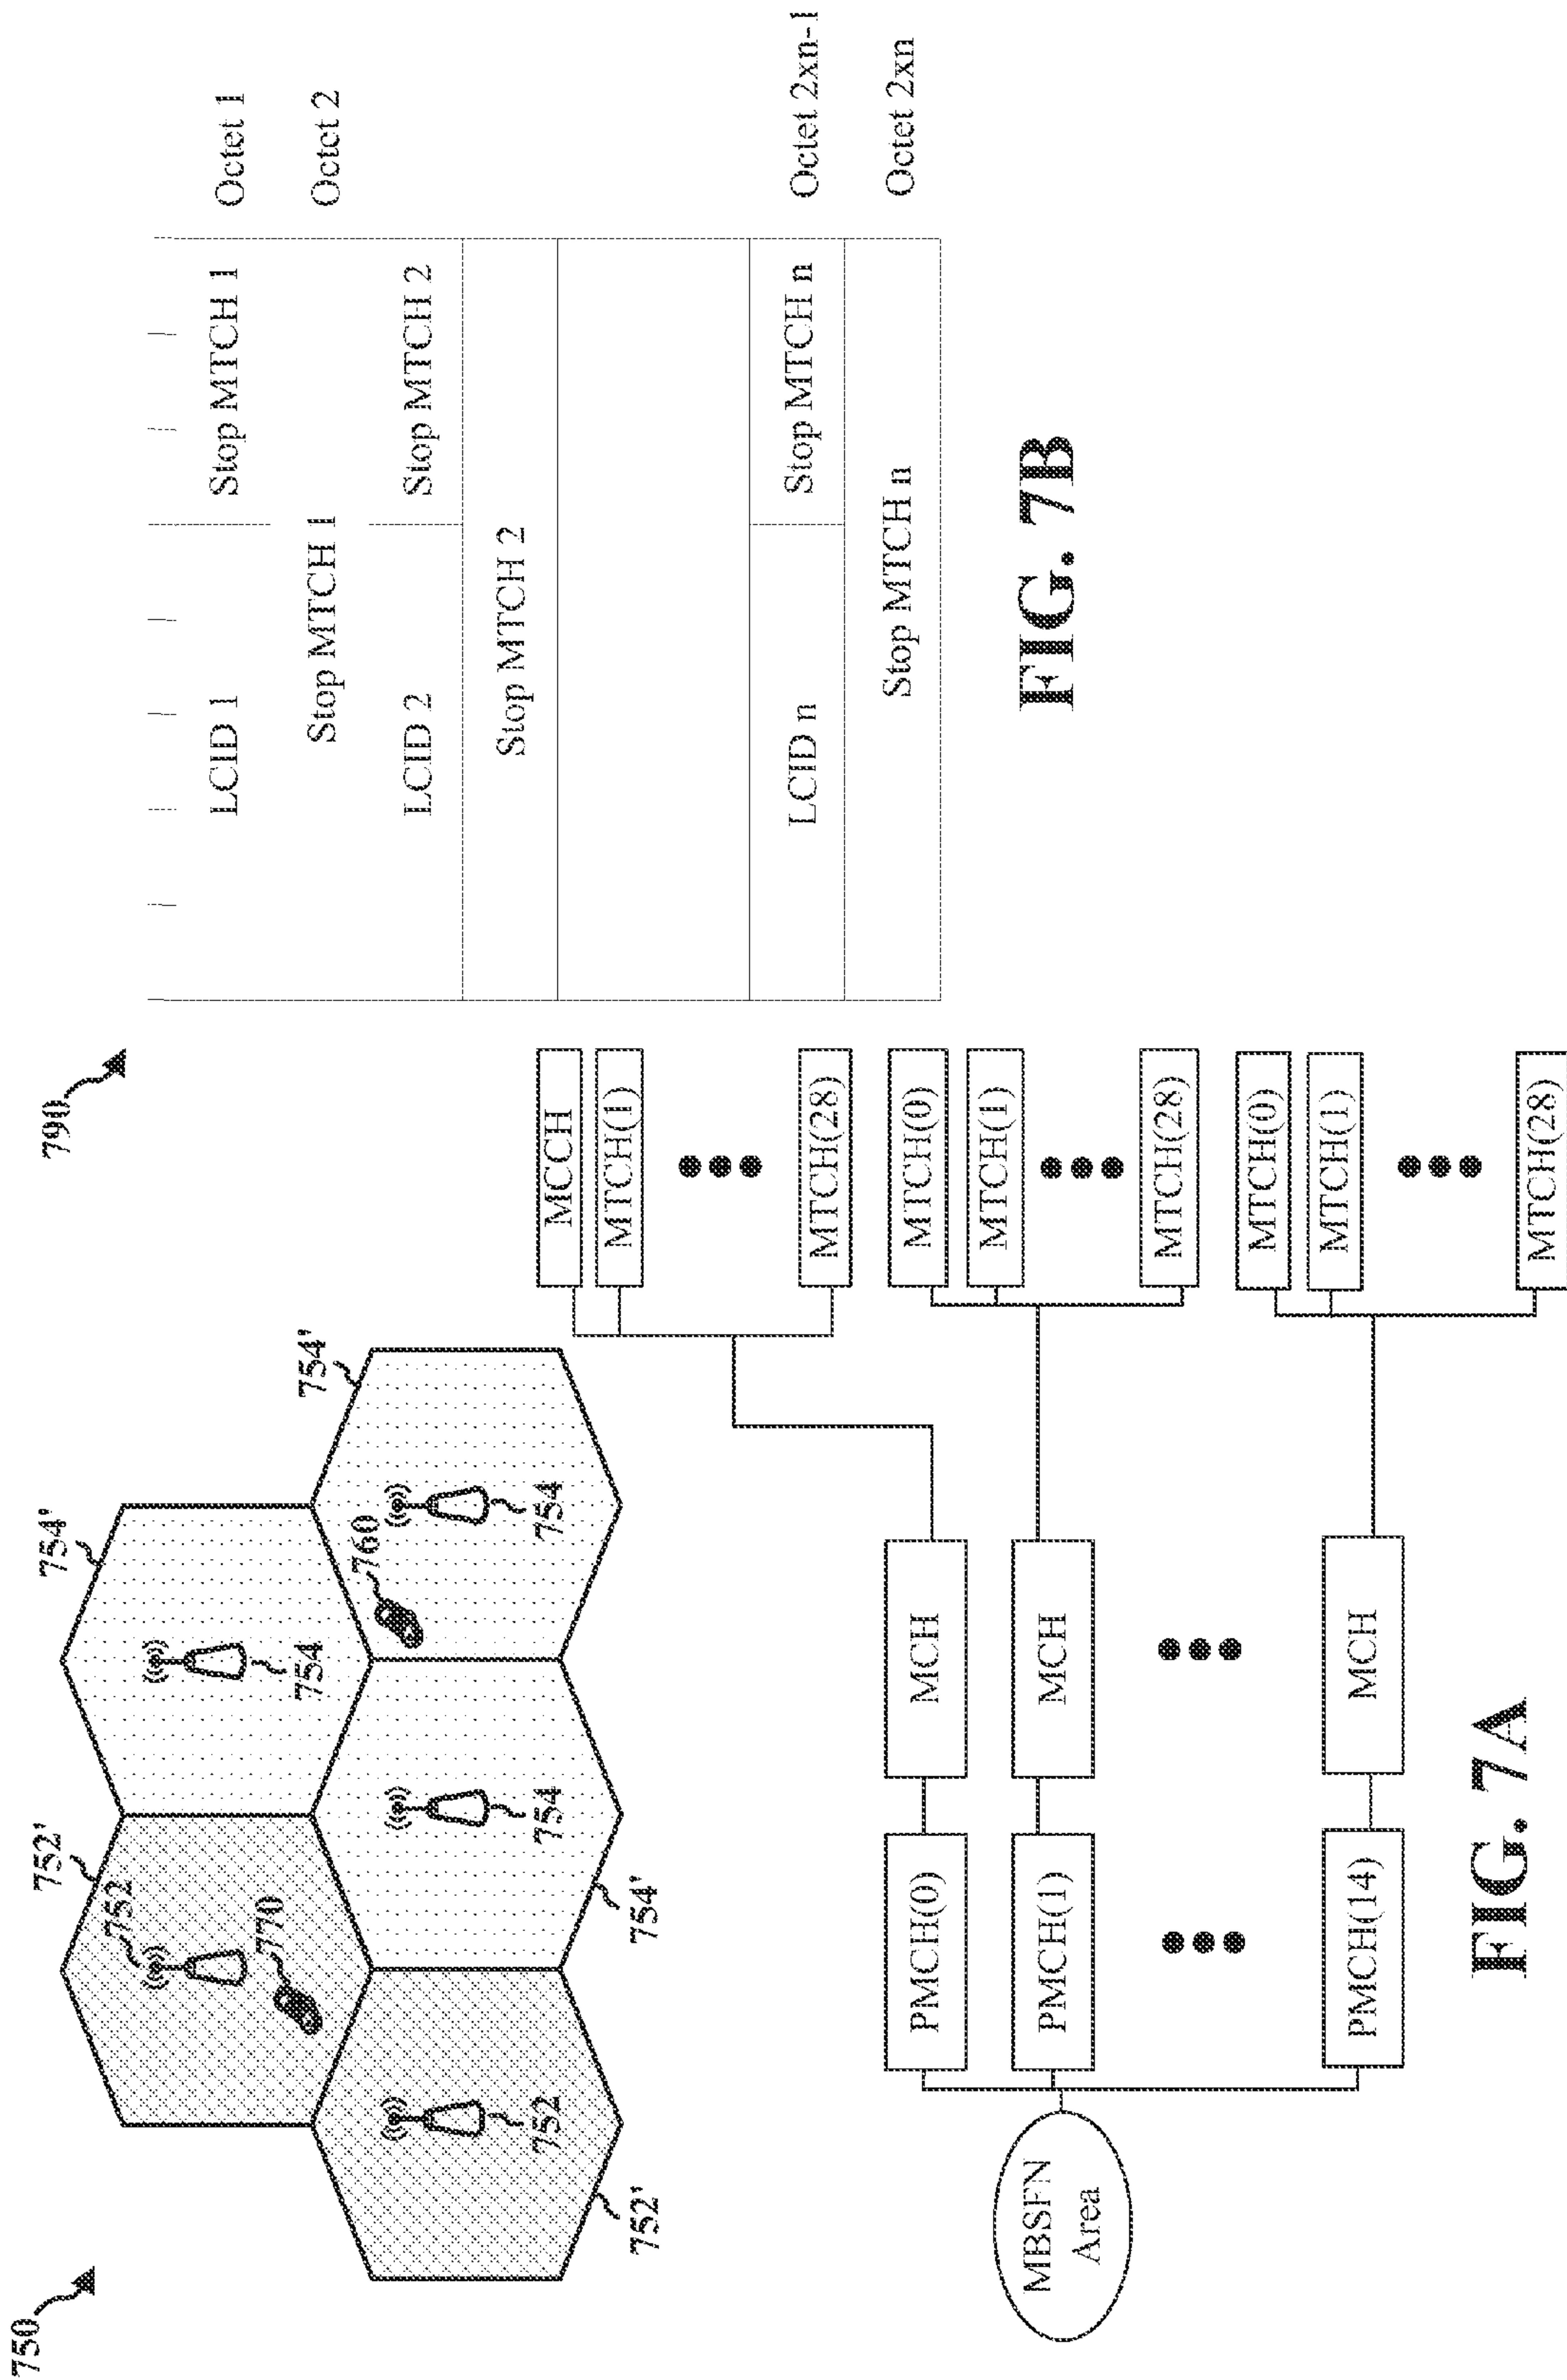 750
752'
754'
754'
752
754
770
760
752
754
754
752'
754'
MBSFN
Area
PMCH(0)
MCH
PMCH(1)
MCH
PMCH(14)
MCH
MCCH
MTCH(1)
MTCH(28)
MTCH(0)
MTCH(1)
MTCH(28)
MTCH(0)
MTCH(1)
MTCH(28)
FIG. 7A
790
LCID 1 Stop MTCH 1 Octet 1
Stop MTCH 1 Octet 2
LCID 2 Stop MTCH 2
Stop MTCH 2
LCID n Stop MTCH n Octet 2xn-1
Stop MTCH n Octet 2xn
FIG. 7B